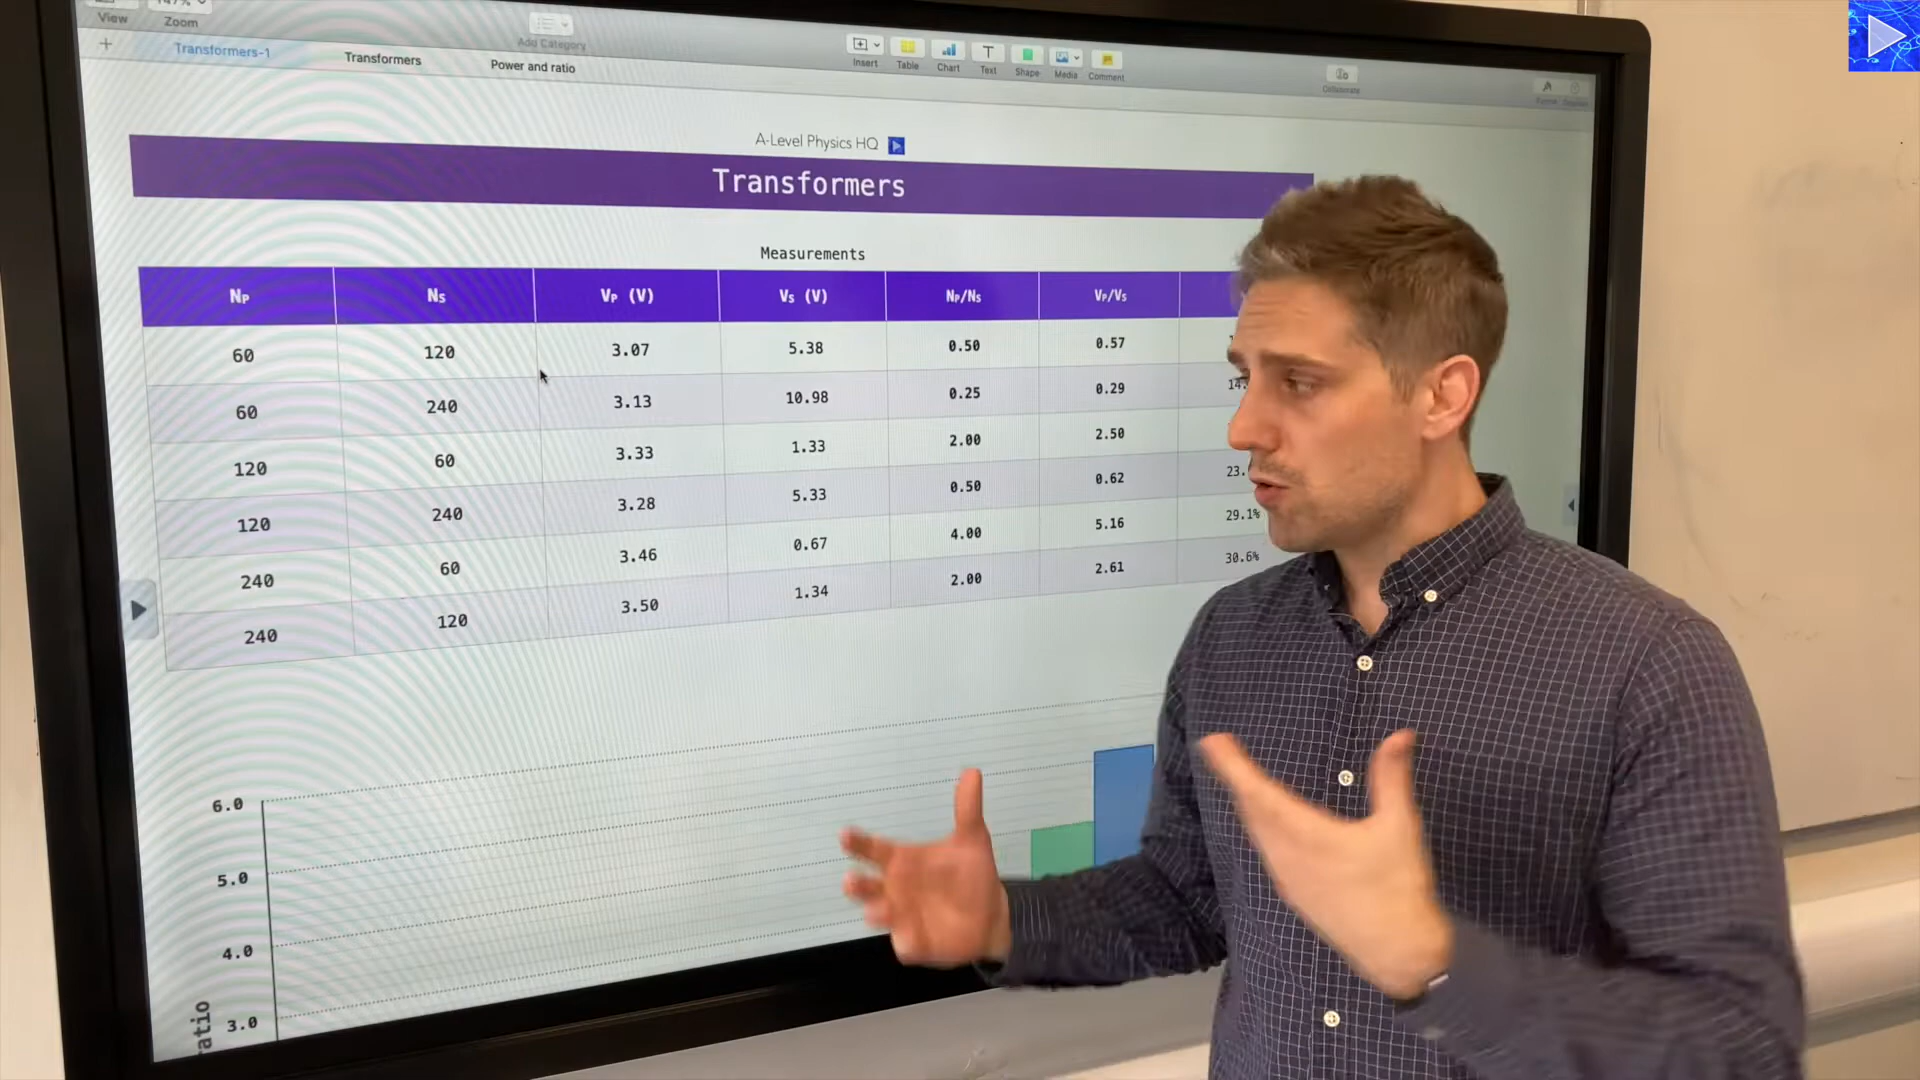 View
Zoom
Add Category
Insert
Table
Chart
Text
Shape
Media
Comment
Collaborate
Transformers-1
Transformers
Power and ratio
A-Level Physics HQ
Transformers
Measurements
NP NS VP (V) VS (V) NP/NS VP/VS
60 120 3.07 5.38 0.50 0.57
60 240 3.13 10.98 0.25 0.29
120 60 3.33 1.33 2.00 2.50
120 240 3.28 5.33 0.50 0.62
240 60 3.46 0.67 4.00 5.16 29.1%
240 120 3.50 1.34 2.00 2.61 30.6%
6.0
5.0
4.0
3.0